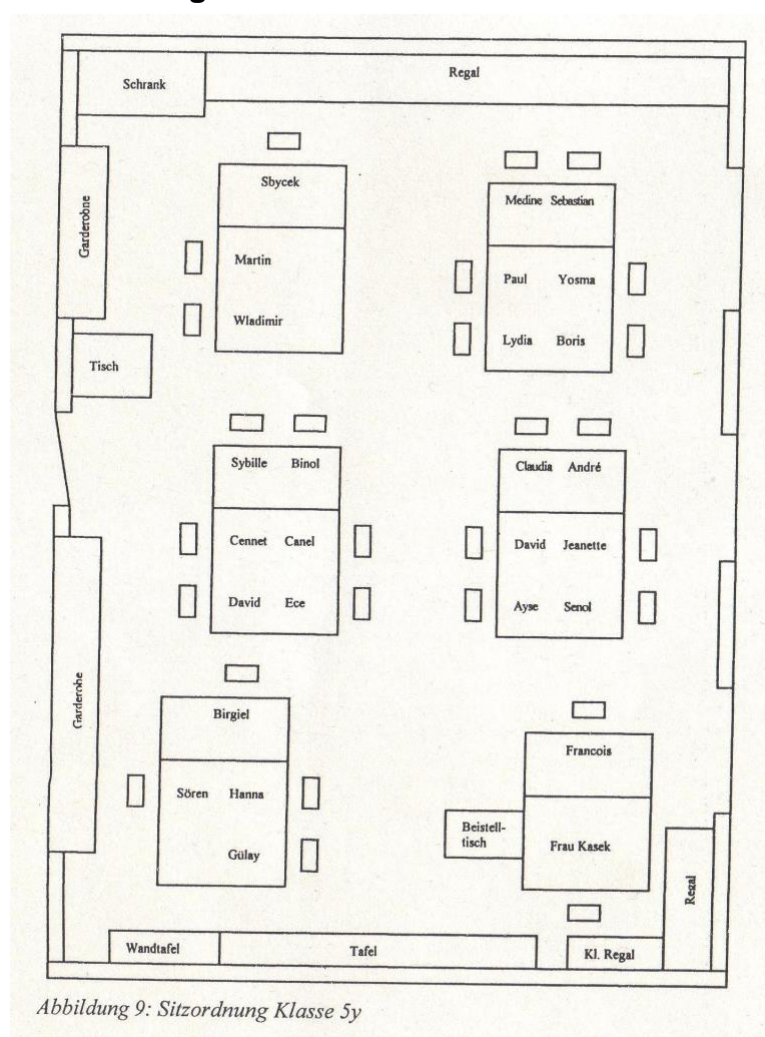 Schrank
Regal
Sbycek
Medine Sebastian
Garderobne
Martin
Paul Yosma
Wladimir
Lydia Boris
Tisch
Sybille Binol
Claudia André
Cennet Canel
David Jeanette
David Ece
Ayse Senol
Garderobe
Birgiel
Francois
Sören Hanna
Beistell-
tisch
Frau Kasek
Gülay
Regal
Wandtafel
Tafel
Kl. Regal
Abbildung 9: Sitzordnung Klasse 5y